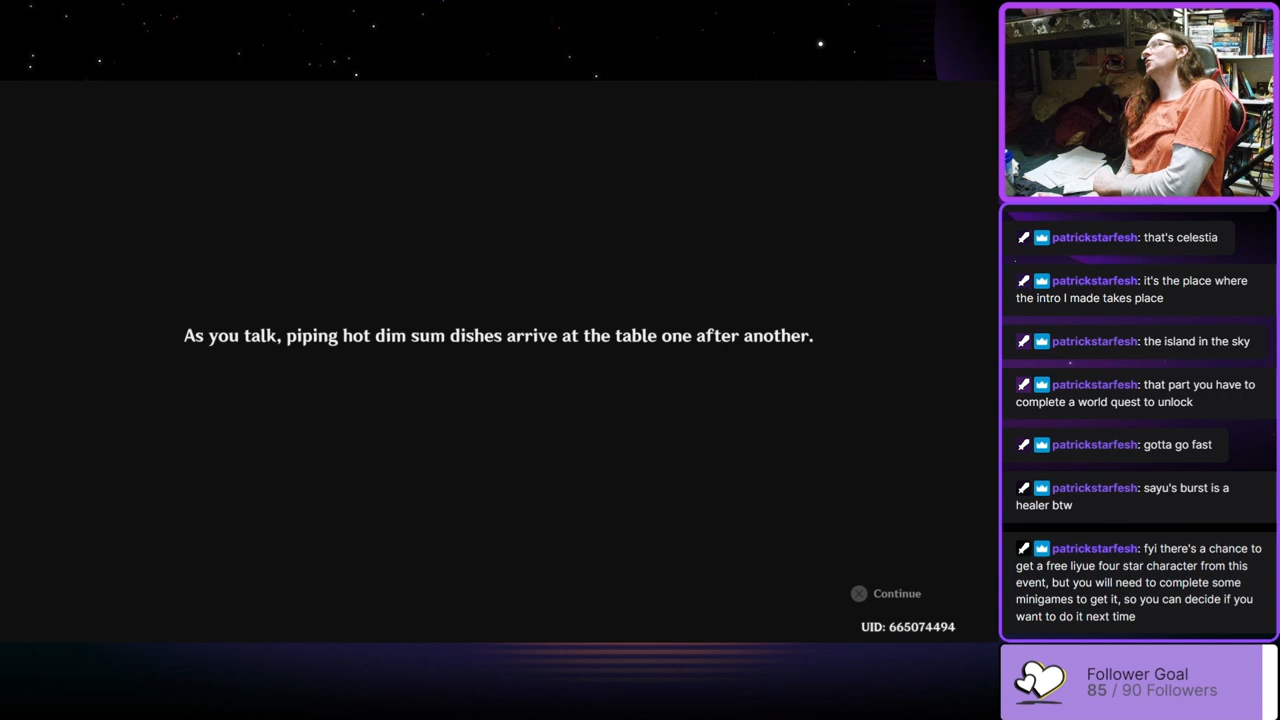 As you talk, piping hot dim sum dishes arrive at the table one after another.
Continue
UID: 665074494
patrickstarfesh: that's celestia
patrickstarfesh: it's the place where
the intro I made takes place
patrickstarfesh: the island in the sky
patrickstarfesh: that part you have to
complete a world quest to unlock
patrickstarfesh: gotta go fast
patrickstarfesh: sayu's burst is a
healer btw
patrickstarfesh: fyi there's a chance to
get a free liyue four star character from this
event, but you will need to complete some
minigames to get it, so you can decide if you
want to do it next time
Follower Goal
85 / 90 Followers